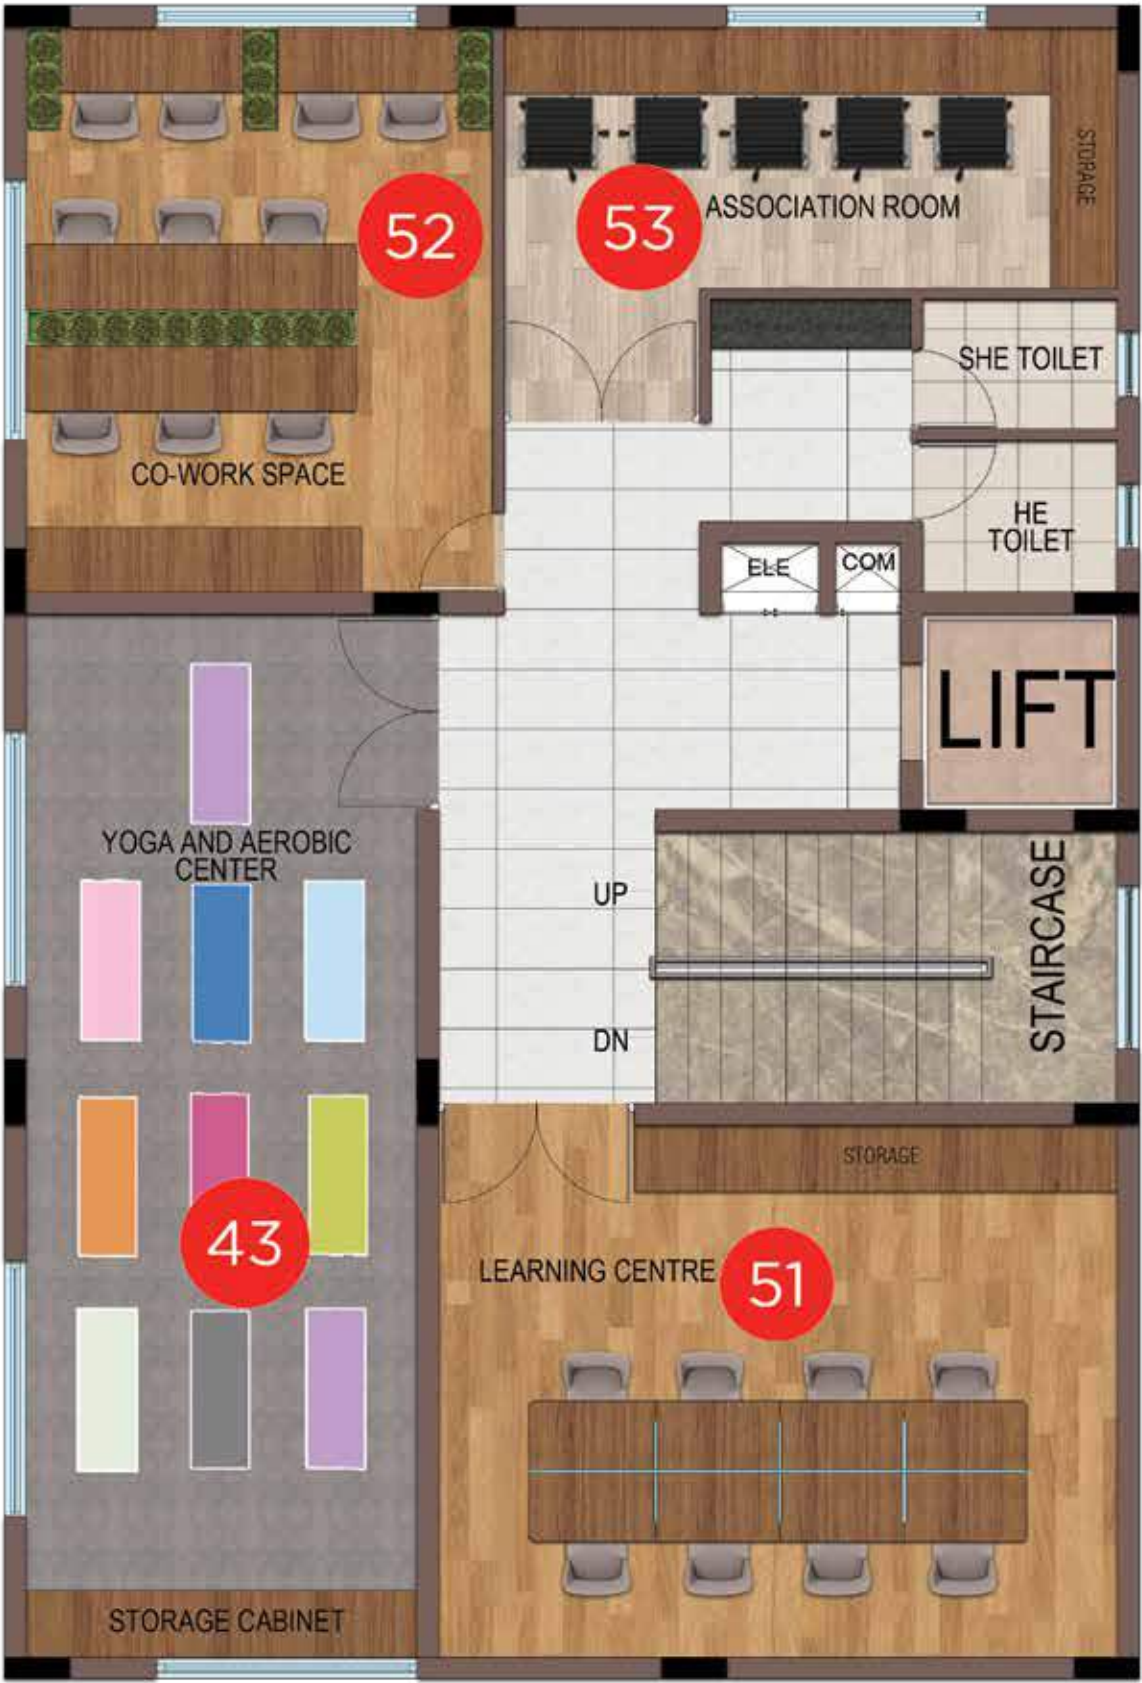 STORAGE
52
53
ASSOCIATION ROOM
SHE TOILET
CO-WORK SPACE
HE
TOILET
ELE
COM
LIFT
YOGA AND AEROBIC
CENTER
UP
STAIRCASE
DN
STORAGE
43
LEARNING CENTRE
51
STORAGE CABINET